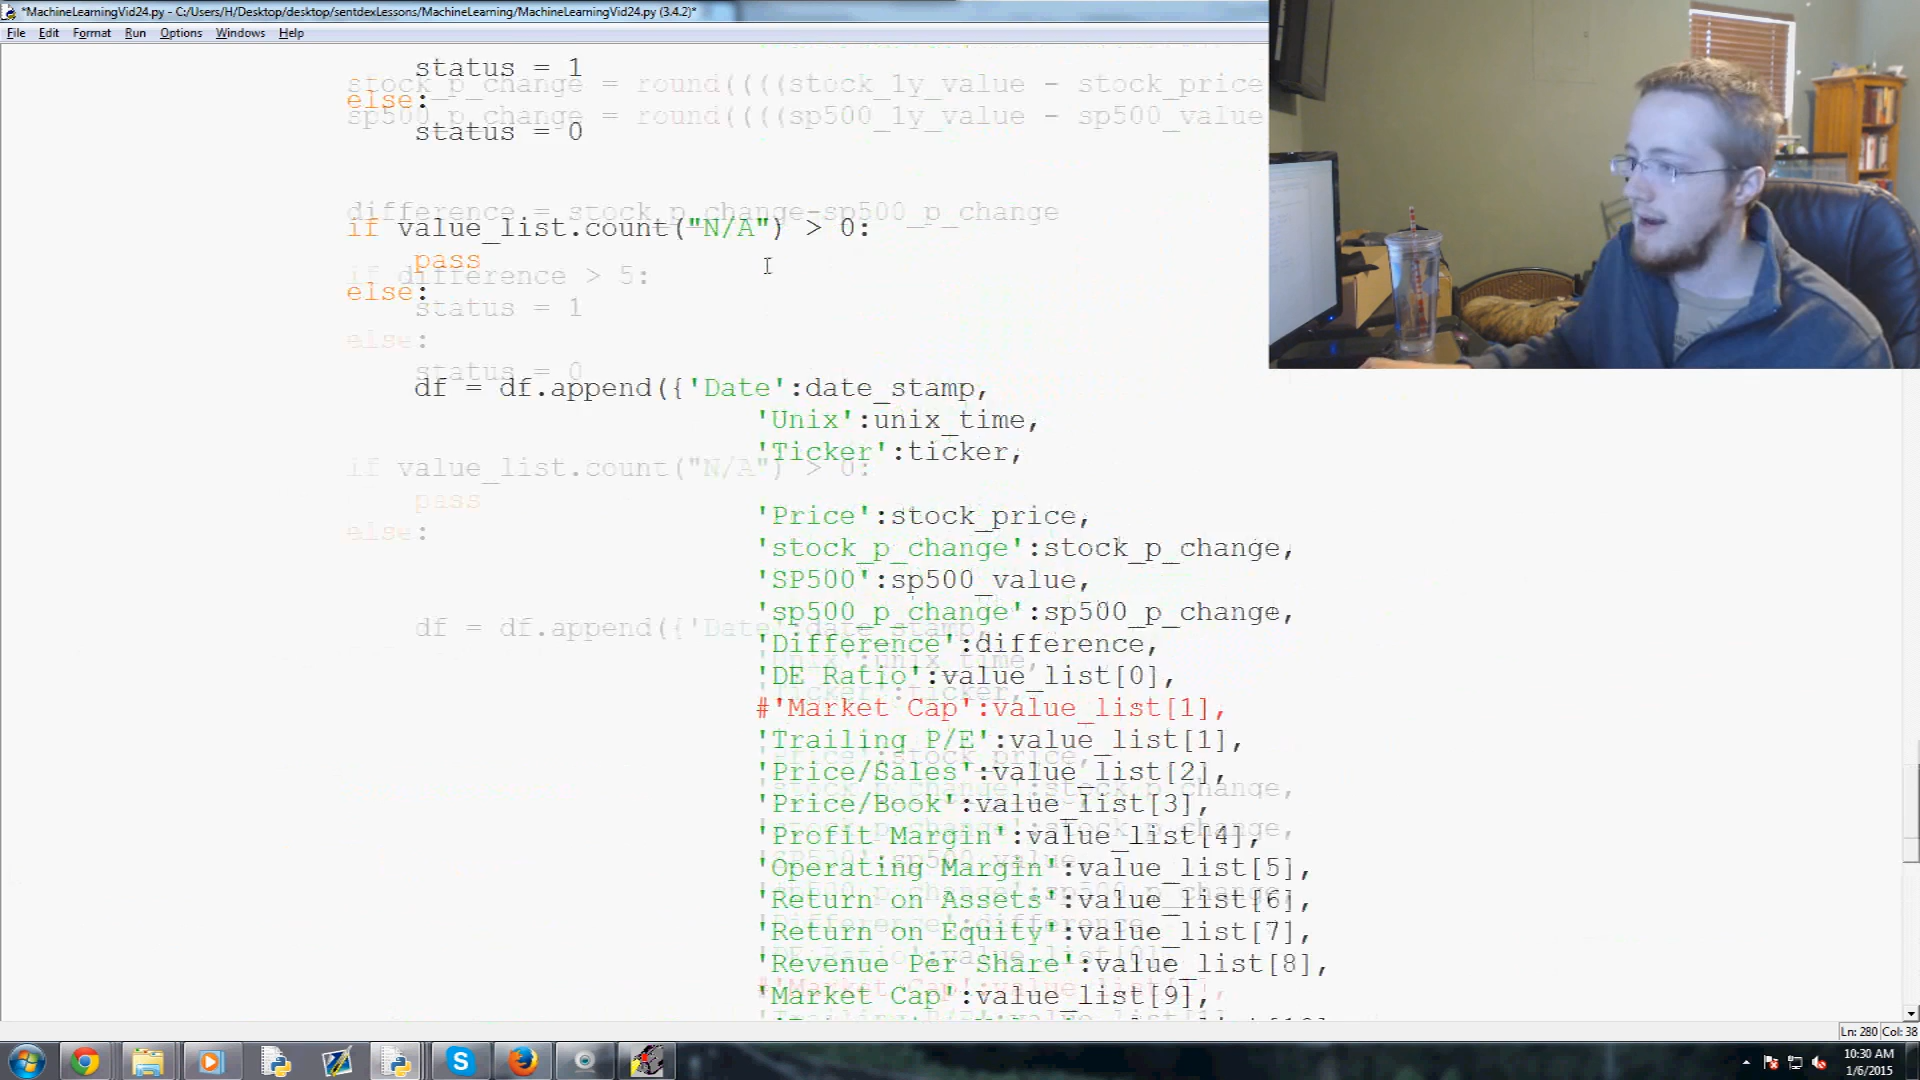 *MachineLearningVid24.py - C:/Users/H/Desktop/desktop/sentdexLessons/MachineLearning/MachineLearningVid24.py (3.4.2)*
File Edit Format Run Options Windows Help
status = 1
stock_p_change = round((((stock_1y_value - stock_price
else:
sp500_p_change = round((((sp500_1y_value - sp500_value
status = 0
difference = stock_p_change-sp500_p_change
if value_list.count("N/A") > 0:
pass
if difference > 5:
else:
status = 1
else:
status = 0
df = df.append({'Date':date_stamp,
'Unix':unix_time,
'Ticker':ticker,
if value_list.count("N/A") > 0:
pass
'Price':stock_price,
else:
'stock_p_change':stock_p_change,
'SP500':sp500_value,
'sp500_p_change':sp500_p_change,
df = df.append({'Date':date_stamp,
'Difference':difference,
'Unix':unix_time,
'DE Ratio':value_list[0],
'Ticker':ticker,
#'Market Cap':value_list[1],
'Trailing P/E':value_list[1],
'Price':stock_price,
'Price/Sales':value_list[2],
'stock_p_change':stock_p_change,
'Price/Book':value_list[3],
'Profit Margin':value_list[4],
'SP500':sp500_value,
'Operating Margin':value_list[5],
'sp500_p_change':sp500_p_change,
'Return on Assets':value_list[6],
'Difference':difference,
'Return on Equity':value_list[7],
'DE Ratio':value_list[0],
'Revenue Per Share':value_list[8],
#'Market Cap':value_list[1],
'Market Cap':value_list[9],
'Trailing P/E':value_list[1],
Ln: 280 Col: 38
10:30 AM
1/6/2015